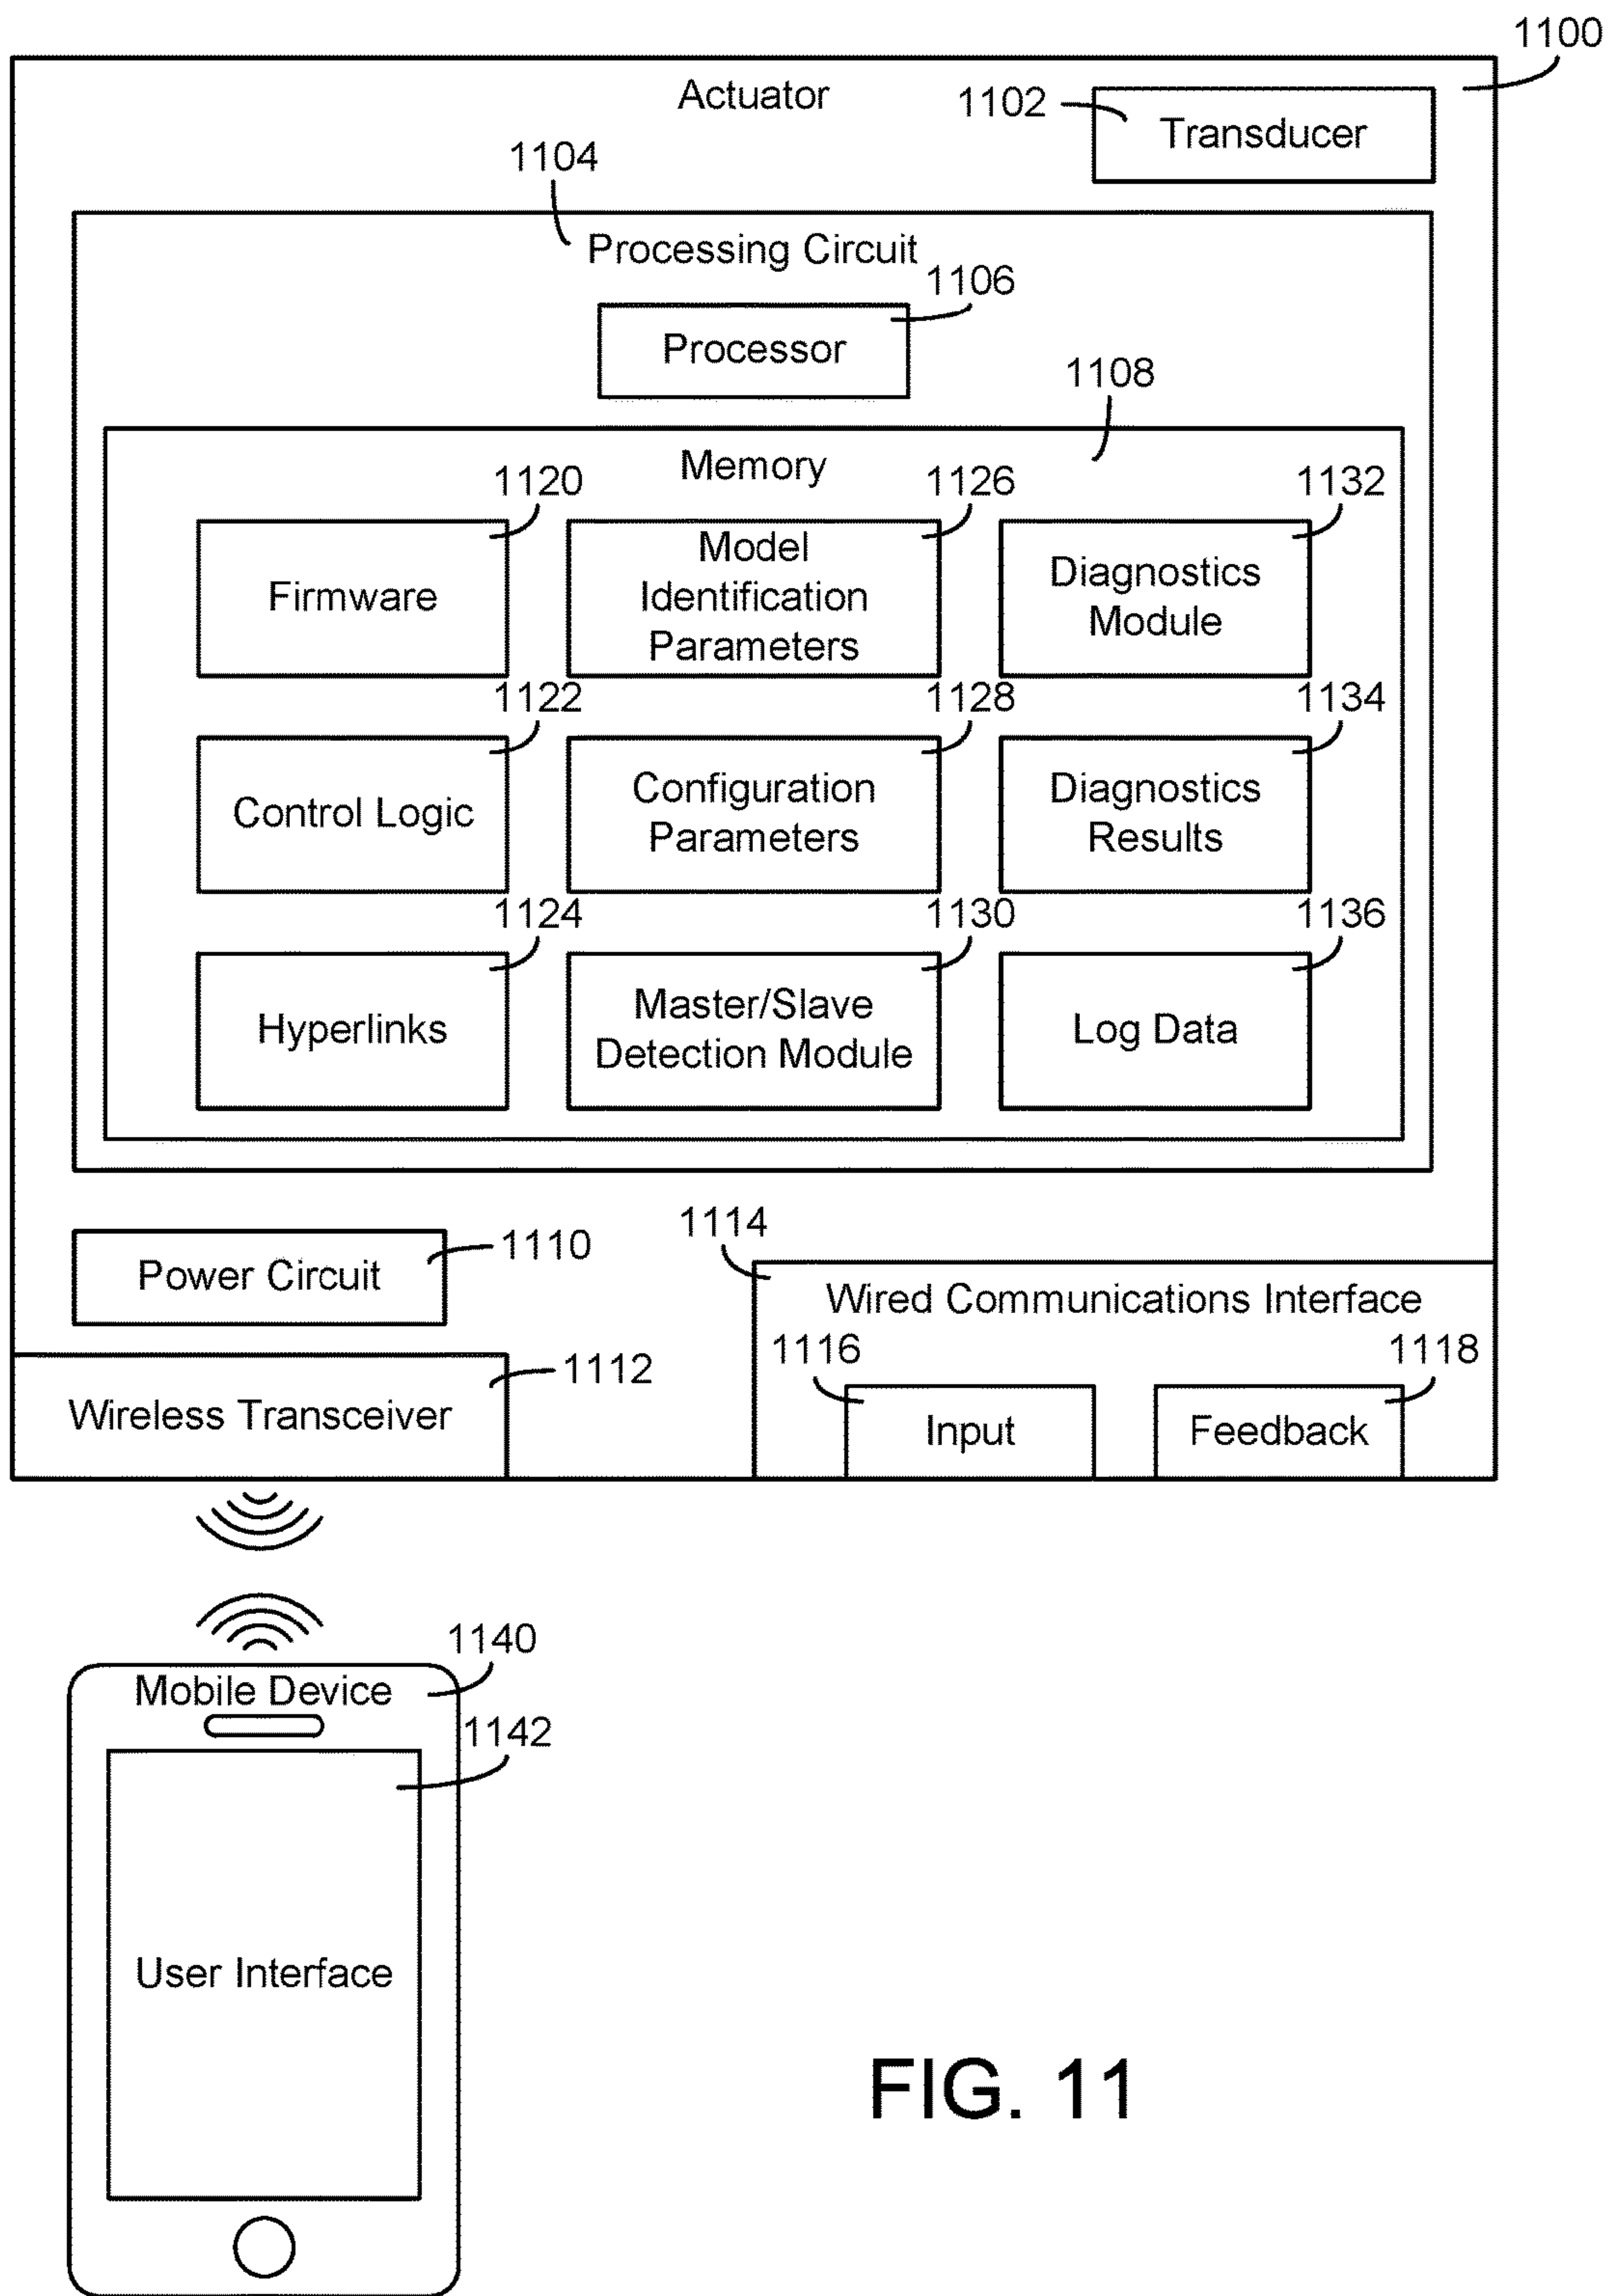 1100
Actuator
1102
Transducer
1104
Processing Circuit
1106
Processor
1108
Memory
1120
1126
1132
Firmware
Model
Identification
Parameters
Diagnostics
Module
1122
1128
1134
Control Logic
Configuration
Parameters
Diagnostics
Results
1124
1130
1136
Hyperlinks
Master/Slave
Detection Module
Log Data
1110
Power Circuit
1114
Wired Communications Interface
1112
Wireless Transceiver
1116
Input
1118
Feedback
1140
Mobile Device
1142
User Interface
FIG. 11